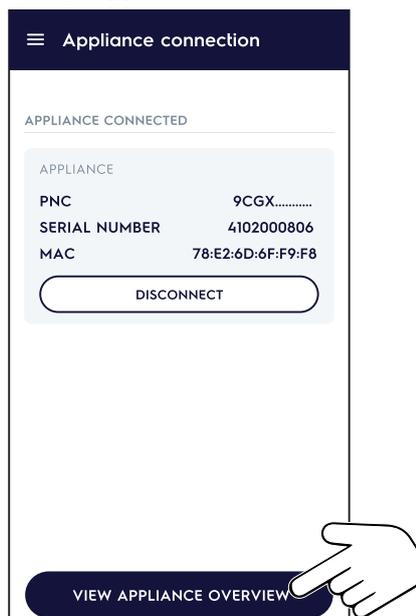 Appliance connection
APPLIANCE CONNECTED
APPLIANCE
PNC 9CGX...........
SERIAL NUMBER 4102000806
MAC 78:E2:6D:6F:F9:F8
DISCONNECT
VIEW APPLIANCE OVERVIEW